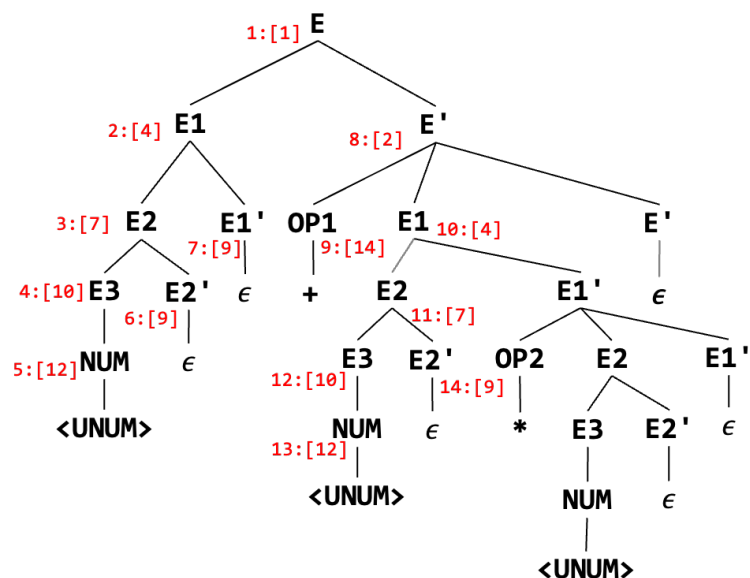 E
1:[1]
E1 E'
2:[4] 8:[2]
E2 E1' OP1 E1 E'
3:[7] 7:[9] 9:[14] 10:[4]
E3 E2' ϵ + E2 E1' ϵ
4:[10] 6:[9] 11:[7]
NUM ϵ E3 E2' OP2 E2 E1'
5:[12] 12:[10] 14:[9]
<UNUM> NUM ϵ * E3 E2' ϵ
13:[12]
<UNUM> NUM ϵ
<UNUM>